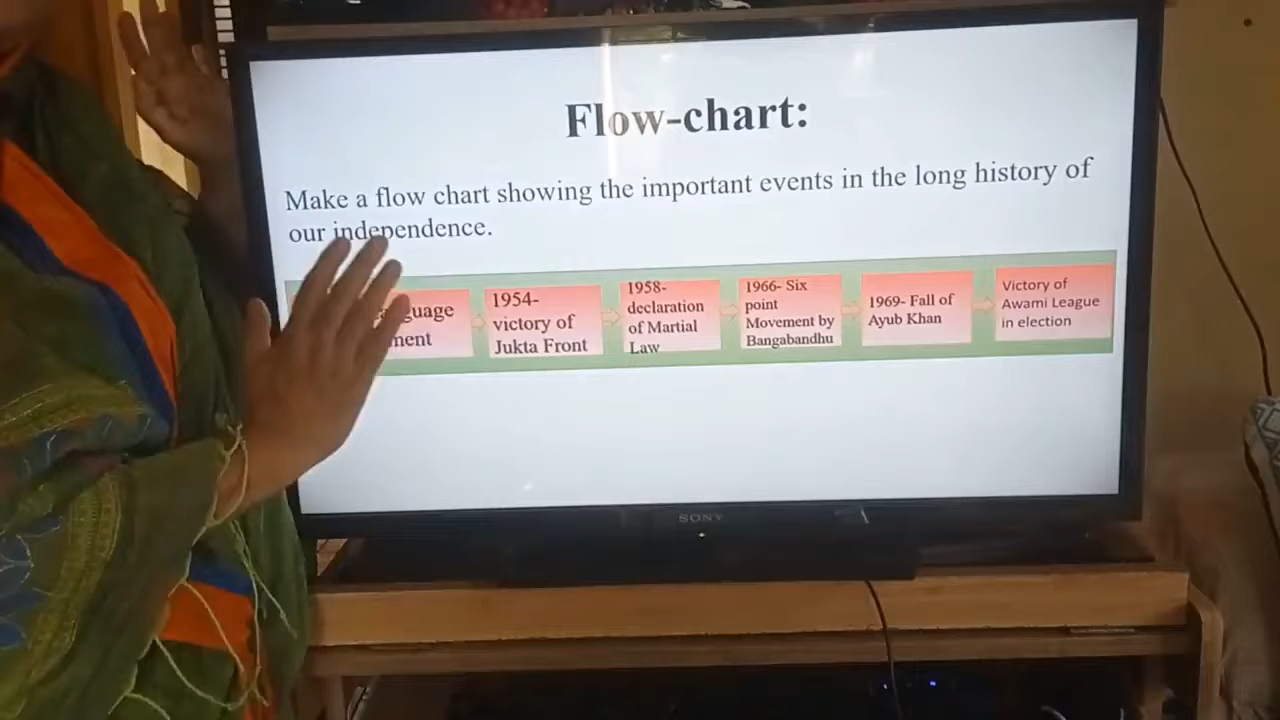 Flow-chart:
Make a flow chart showing the important events in the long history of
our independence.
1954-
victory of
Jukta Front
1958-
declaration
of Martial
Law
1966- Six
point
Movement by
Bangabandhu
1969- Fall of
Ayub Khan
Victory of
Awami League
in election
SONY